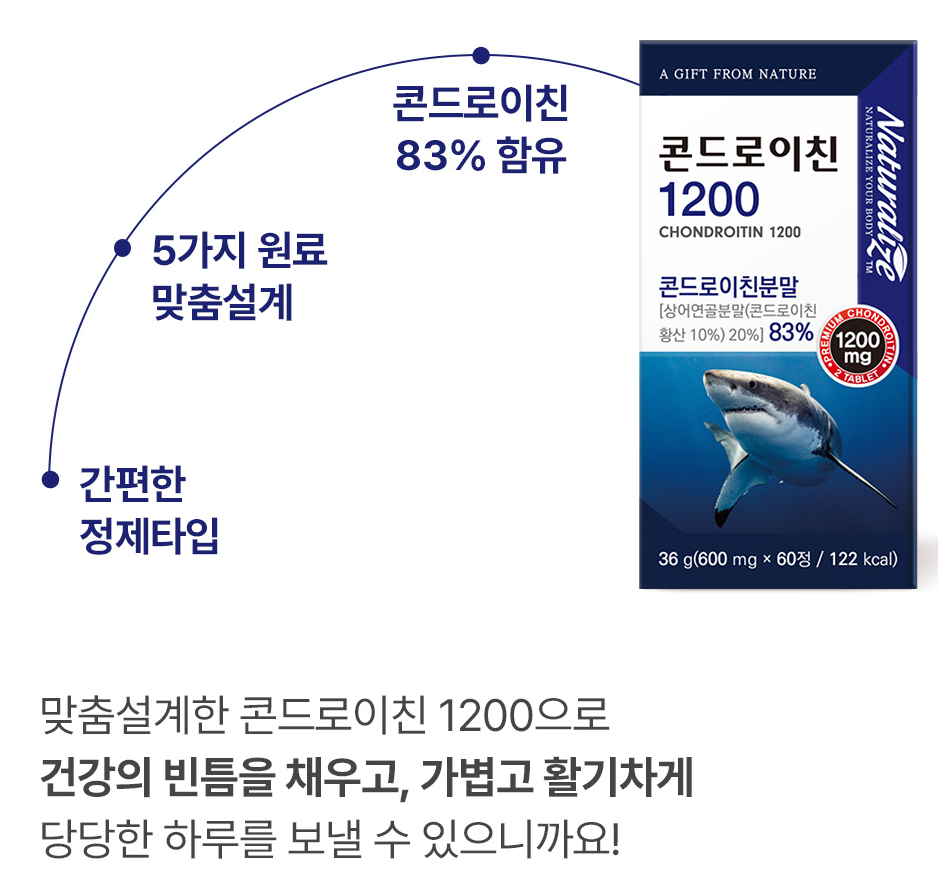 콘드로이친
83% 함유
5가지 원료
맞춤설계
간편한
정제타입
A GIFT FROM NATURE
콘드로이친
1200
CHONDROITIN 1200
콘드로이친분말
[상어연골분말(콘드로이친
황산 10%) 20%] 83%
Naturalize
NATURALIZE YOUR BODY TM
PREMIUM CHONDROITIN
1200
mg
2 TABLET
36 g(600 mg × 60정 / 122 kcal)
맞춤설계한 콘드로이친 1200으로
건강의 빈틈을 채우고, 가볍고 활기차게
당당한 하루를 보낼 수 있으니까요!